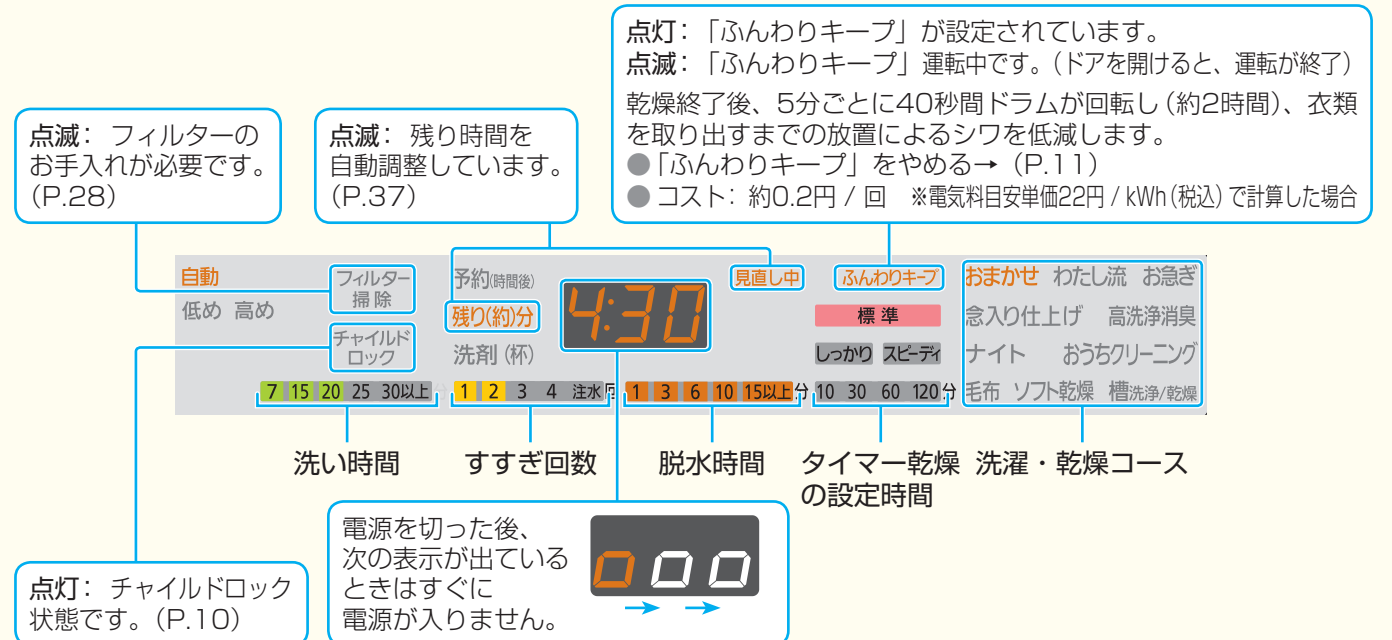 点灯：「ふんわりキープ」が設定されています。
点滅：「ふんわりキープ」運転中です。（ドアを開けると、運転が終了）
乾燥終了後、5分ごとに40秒間ドラムが回転し（約2時間）、衣類
を取り出すまでの放置によるシワを低減します。
●「ふんわりキープ」をやめる→（P.11）
●コスト：約0.2円 / 回　※電気料目安単価22円 / kWh（税込）で計算した場合
点滅：フィルターの
お手入れが必要です。
（P.28）
点滅：残り時間を
自動調整しています。
（P.37）
自動
低め 高め
フィルター
掃除
チャイルド
ロック
予約(時間後)
残り(約)分
洗剤（杯）
4:30
見直し中
ふんわりキープ
標準
しっかり スピーディ
おまかせ わたし流 お急ぎ
念入り仕上げ 高洗浄消臭
ナイト おうちクリーニング
毛布 ソフト乾燥 槽洗浄/乾燥
7 15 20 25 30以上 分
1 2 3 4 注水 回
1 3 6 10 15以上 分
10 30 60 120 分
洗い時間
すすぎ回数
脱水時間
タイマー乾燥
の設定時間
洗濯・乾燥コース
電源を切った後、
次の表示が出ている
ときはすぐに
電源が入りません。
点灯：チャイルドロック
状態です。（P.10）